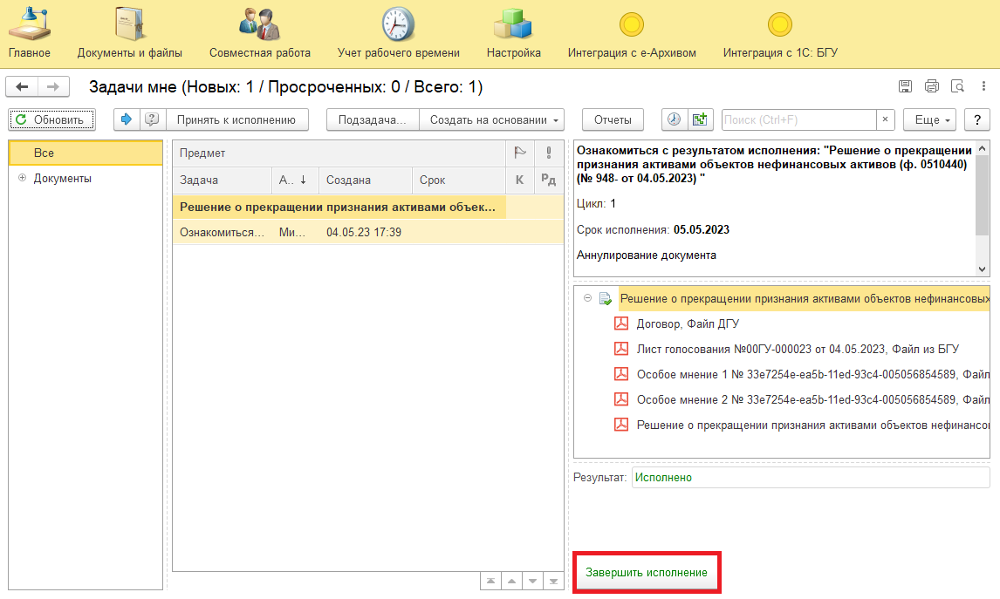 Главное
Документы и файлы
Совместная работа
Учет рабочего времени
Настройка
Интеграция с е-Архивом
Интеграция с 1С: БГУ
Задачи мне (Новых: 1 / Просроченных: 0 / Всего: 1)
Обновить
Принять к исполнению
Подзадача...
Создать на основании
Отчеты
Поиск (Ctrl+F)
×
Еще
?
Все
Документы
Предмет
Задача
А.. ↓
Создана
Срок
К
Рд
Решение о прекращении признания активами объек...
Ознакомиться...
Ми...
04.05.23 17:39
Ознакомиться с результатом исполнения: "Решение о прекращении
признания активами объектов нефинансовых активов (ф. 0510440)
(№ 948- от 04.05.2023) "
Цикл: 1
Срок исполнения: 05.05.2023
Аннулирование документа
Решение о прекращении признания активами объектов нефинансовых
Договор, Файл ДГУ
Лист голосования №00ГУ-000023 от 04.05.2023, Файл из БГУ
Особое мнение 1 № 33e7254e-ea5b-11ed-93c4-005056854589, Файл
Особое мнение 2 № 33e7254e-ea5b-11ed-93c4-005056854589, Файл
Решение о прекращении признания активами объектов нефинансо
Результат: Исполнено
Завершить исполнение